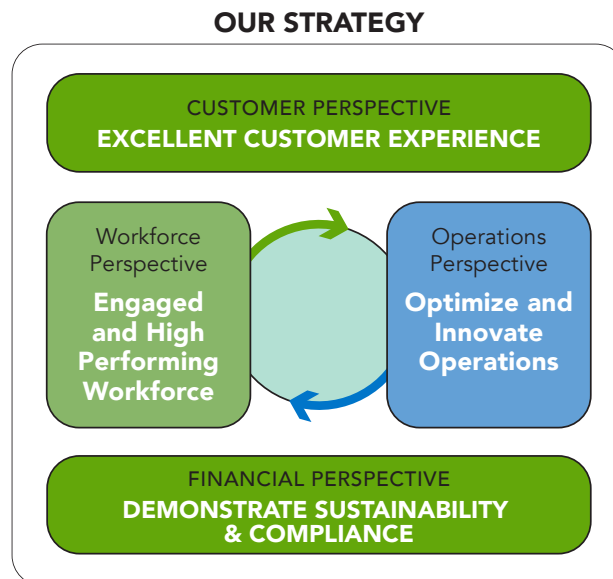 OUR STRATEGY
CUSTOMER PERSPECTIVE
EXCELLENT CUSTOMER EXPERIENCE
Workforce
Perspective
Engaged
and High
Performing
Workforce
Operations
Perspective
Optimize and
Innovate
Operations
FINANCIAL PERSPECTIVE
DEMONSTRATE SUSTAINABILITY
& COMPLIANCE